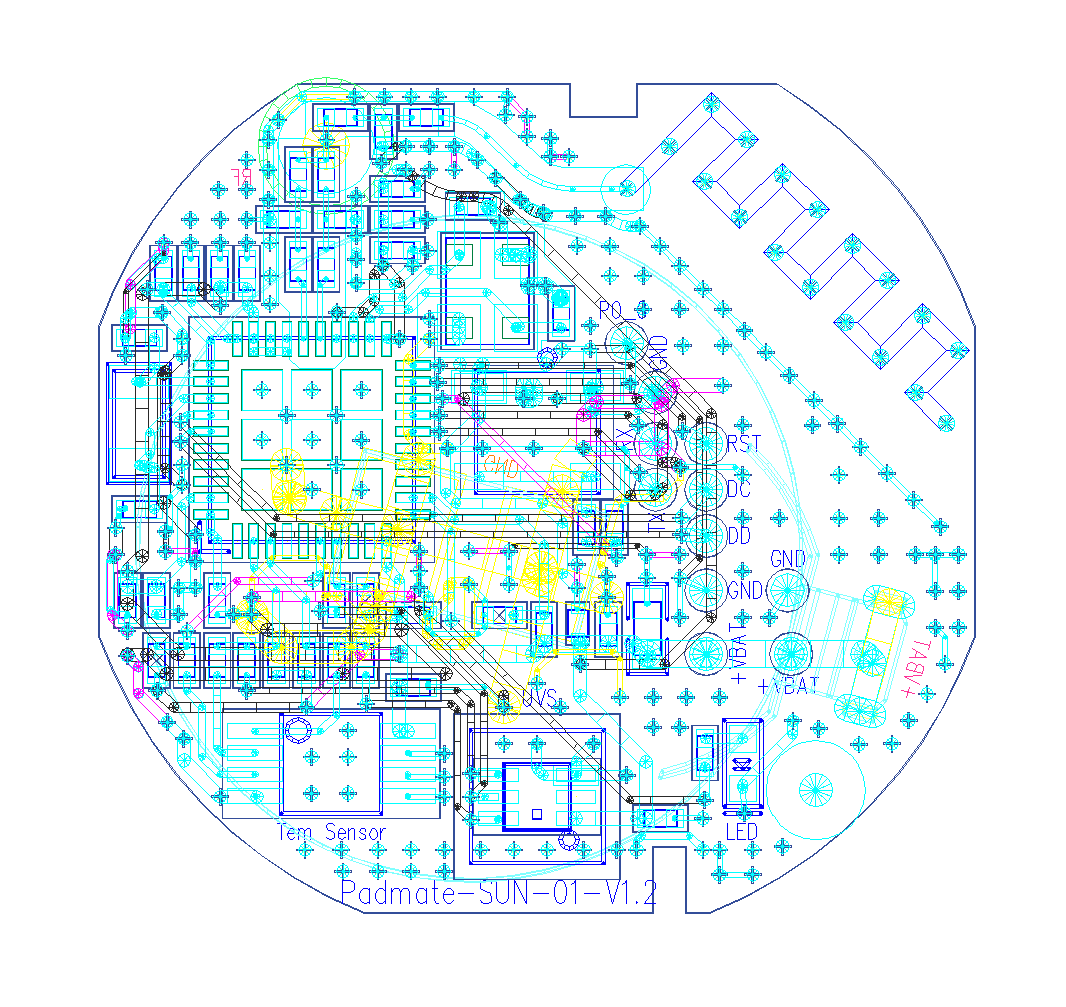 PO
GND
RX
RST
DC
TX
DD
GND
GND
GND
+VBAT
+VBAT
+VBAT
UVS
Tem Sensor
LED
Padmate-SUN-01-V1.2